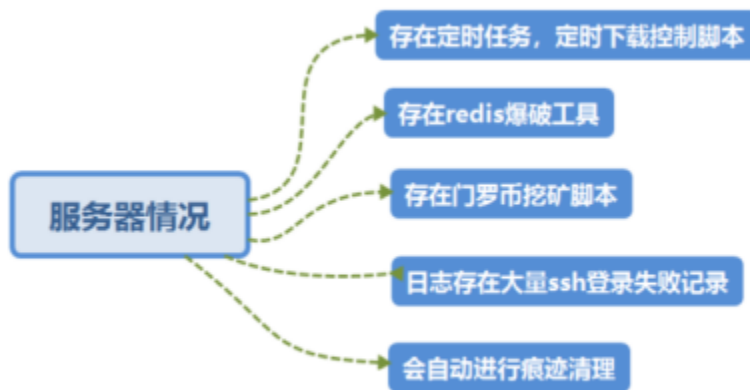 存在定时任务，定时下载控制脚本
存在redis爆破工具
存在门罗币挖矿脚本
服务器情况
日志存在大量ssh登录失败记录
会自动进行痕迹清理